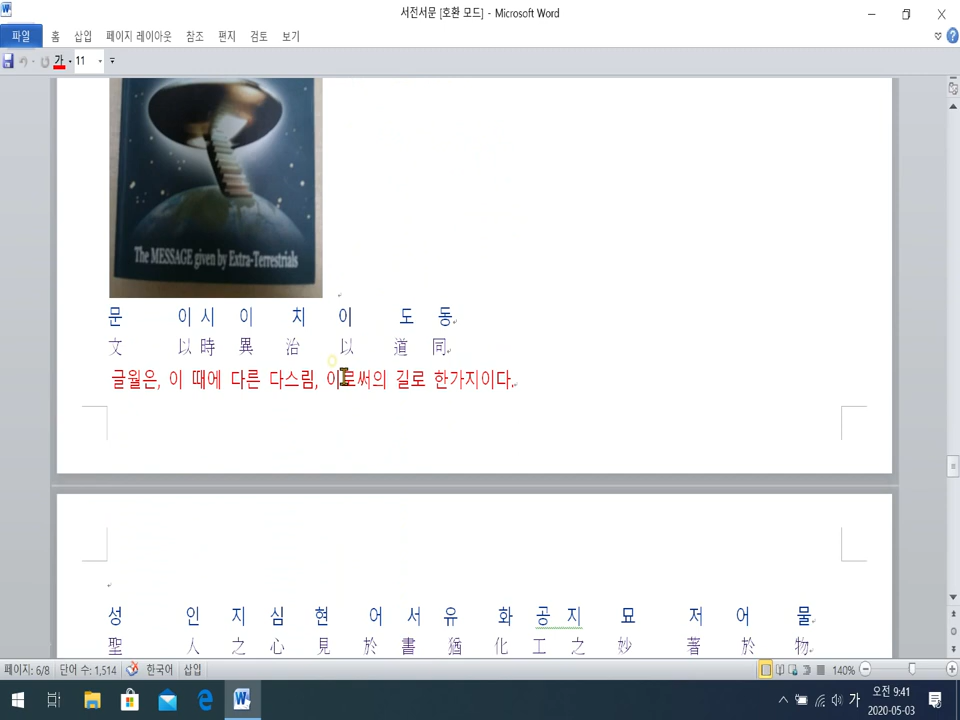 서전서문 [호환 모드] - Microsoft Word
파일 홈 삽입 페이지 레이아웃 참조 편지 검토 보기
가 11
The MESSAGE given by Extra-Terrestrials
문 이 시 이 치 이 도 동
文 以 時 異 治 以 道 同
글월은, 이 때에 다른 다스림, 이로써의 길로 한가지이다.
성 인 지 심 현 어 서 유 화 공 지 묘 저 어 물
聖 人 之 心 見 於 書 猶 化 工 之 妙 著 於 物
페이지: 6/8 단어 수: 1,514 한국어 삽입 140%
가 오전 9:41
2020-05-03